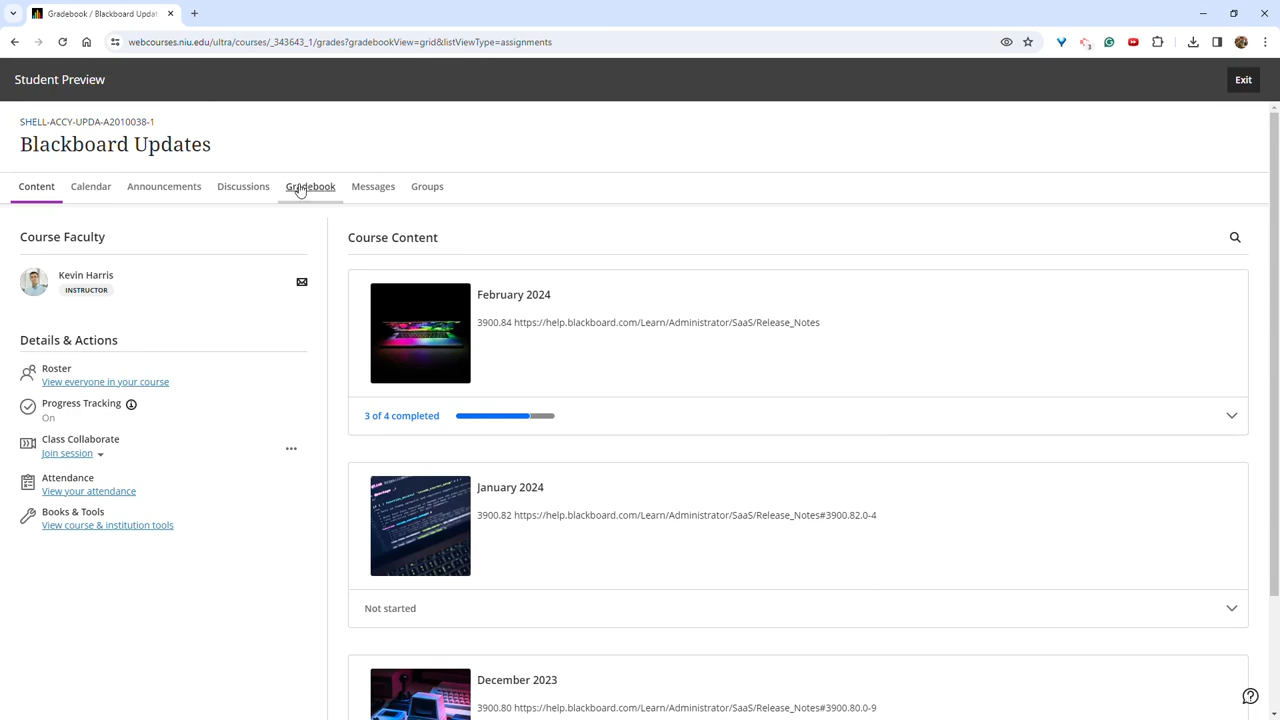 Gradebook / Blackboard Updat
webcourses.niu.edu/ultra/courses/_343643_1/grades?gradebookView=grid&listViewType=assignments
Student Preview
Exit
SHELL-ACCY-UPDA-A2010038-1
Blackboard Updates
Content
Calendar
Announcements
Discussions
Gradebook
Messages
Groups
Course Faculty
Kevin Harris
INSTRUCTOR
Details & Actions
Roster
View everyone in your course
Progress Tracking
On
Class Collaborate
Join session
Attendance
View your attendance
Books & Tools
View course & institution tools
Course Content
February 2024
3900.84 https://help.blackboard.com/Learn/Administrator/SaaS/Release_Notes
3 of 4 completed
January 2024
3900.82 https://help.blackboard.com/Learn/Administrator/SaaS/Release_Notes#3900.82.0-4
Not started
December 2023
3900.80 https://help.blackboard.com/Learn/Administrator/SaaS/Release_Notes#3900.80.0-9